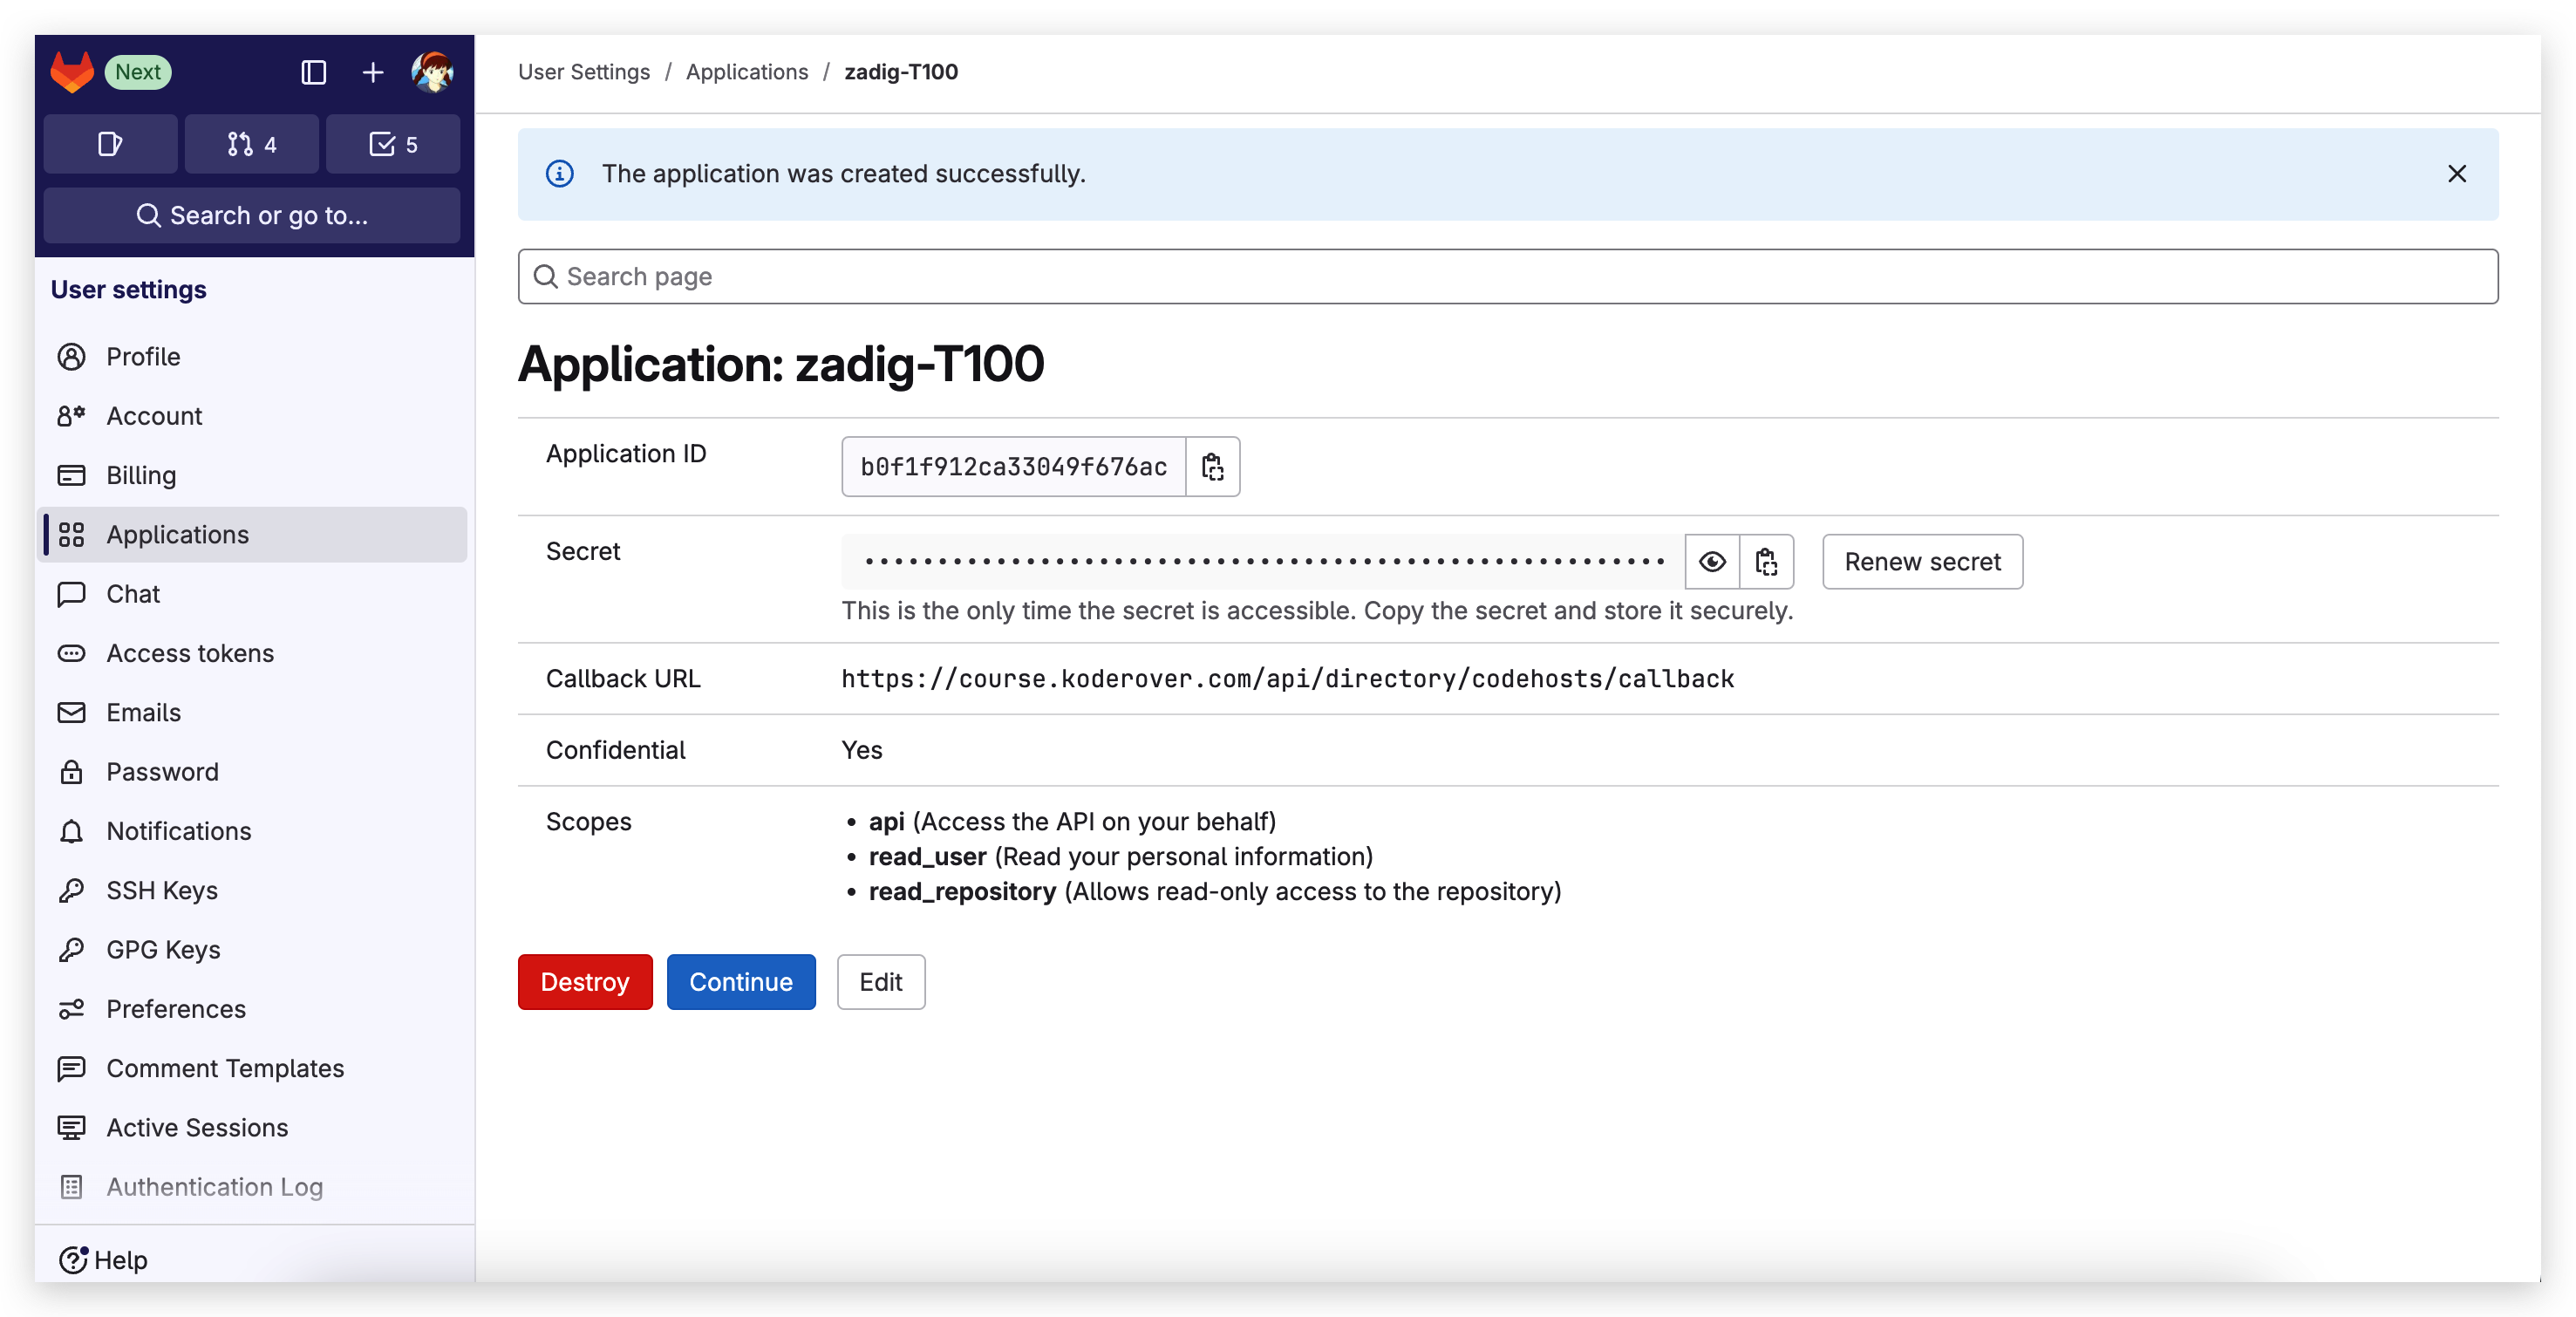 Next
4
5
Search or go to...
User settings
Profile
Account
Billing
Applications
Chat
Access tokens
Emails
Password
Notifications
SSH Keys
GPG Keys
Preferences
Comment Templates
Active Sessions
Authentication Log
Help
User Settings / Applications / zadig-T100
The application was created successfully.
Search page
Application: zadig-T100
Application ID b0f1f912ca33049f676ac
Secret ••••••••••••••••••••••••••••••••••••••••••••••••••••••• Renew secret
This is the only time the secret is accessible. Copy the secret and store it securely.
Callback URL https://course.koderover.com/api/directory/codehosts/callback
Confidential Yes
Scopes • api (Access the API on your behalf)
• read_user (Read your personal information)
• read_repository (Allows read-only access to the repository)
Destroy Continue Edit